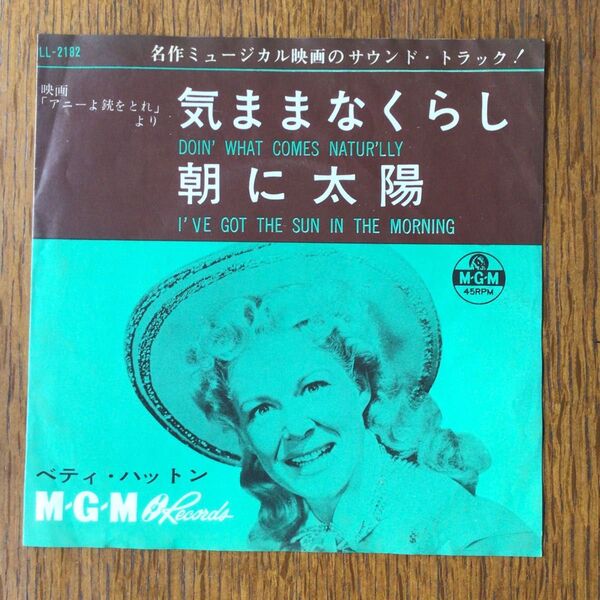 LL-2182
名作ミュージカル映画のサウンド・トラック!
映画
「アニーよ銃をとれ」
より
気ままなくらし
DOIN' WHAT COMES NATUR'LLY
朝に太陽
I'VE GOT THE SUN IN THE MORNING
M-G-M
45RPM
ベティ・ハットン
M-G-M Records